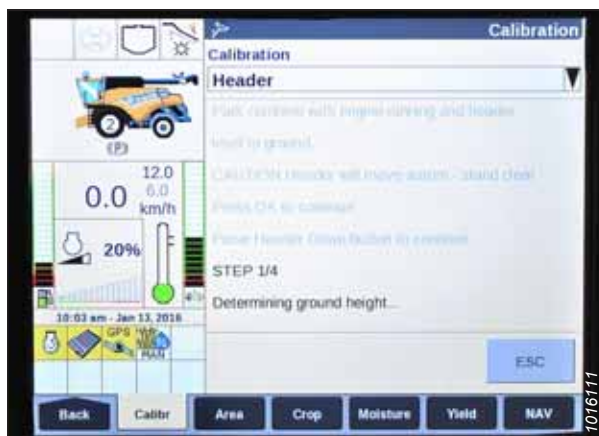 Calibration
Calibration
Header
Park combine with engine running and header
level to ground.
CAUTION Header will move autom.- stand clear
Press OK to continue
Press Header Down button to continue
STEP 1/4
Determining ground height...
ESC
2
(P)
12.0
0.0 6.0
km/h
20%
10:03 am - Jan 13, 2016
GPS
MAN
Back Calibr Area Crop Moisture Yield NAV
1016111